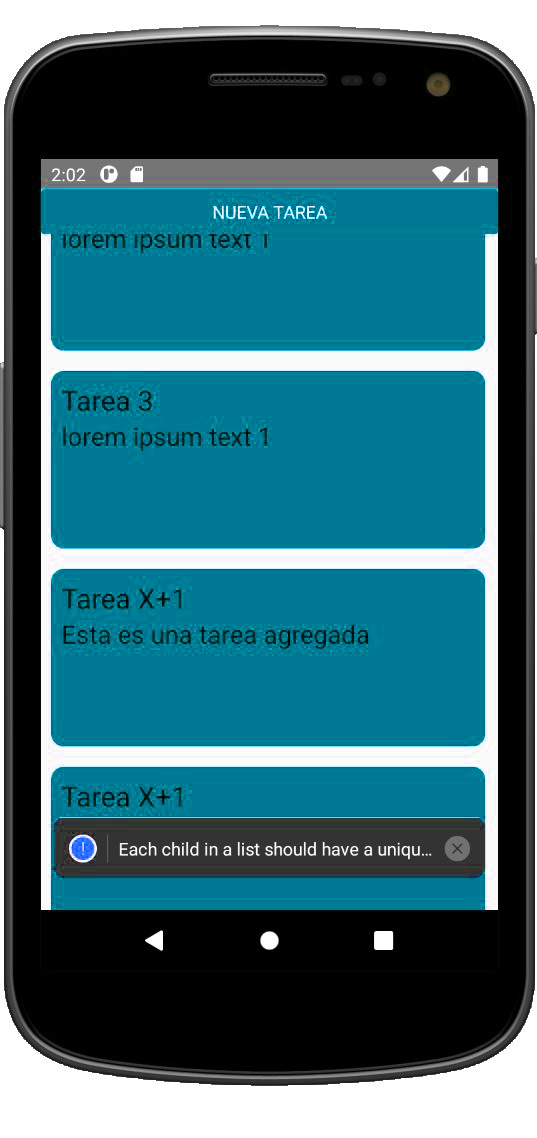 2:02
NUEVA TAREA
lorem ipsum text 1
Tarea 3
lorem ipsum text 1
Tarea X+1
Esta es una tarea agregada
Tarea X+1
Each child in a list should have a uniqu...